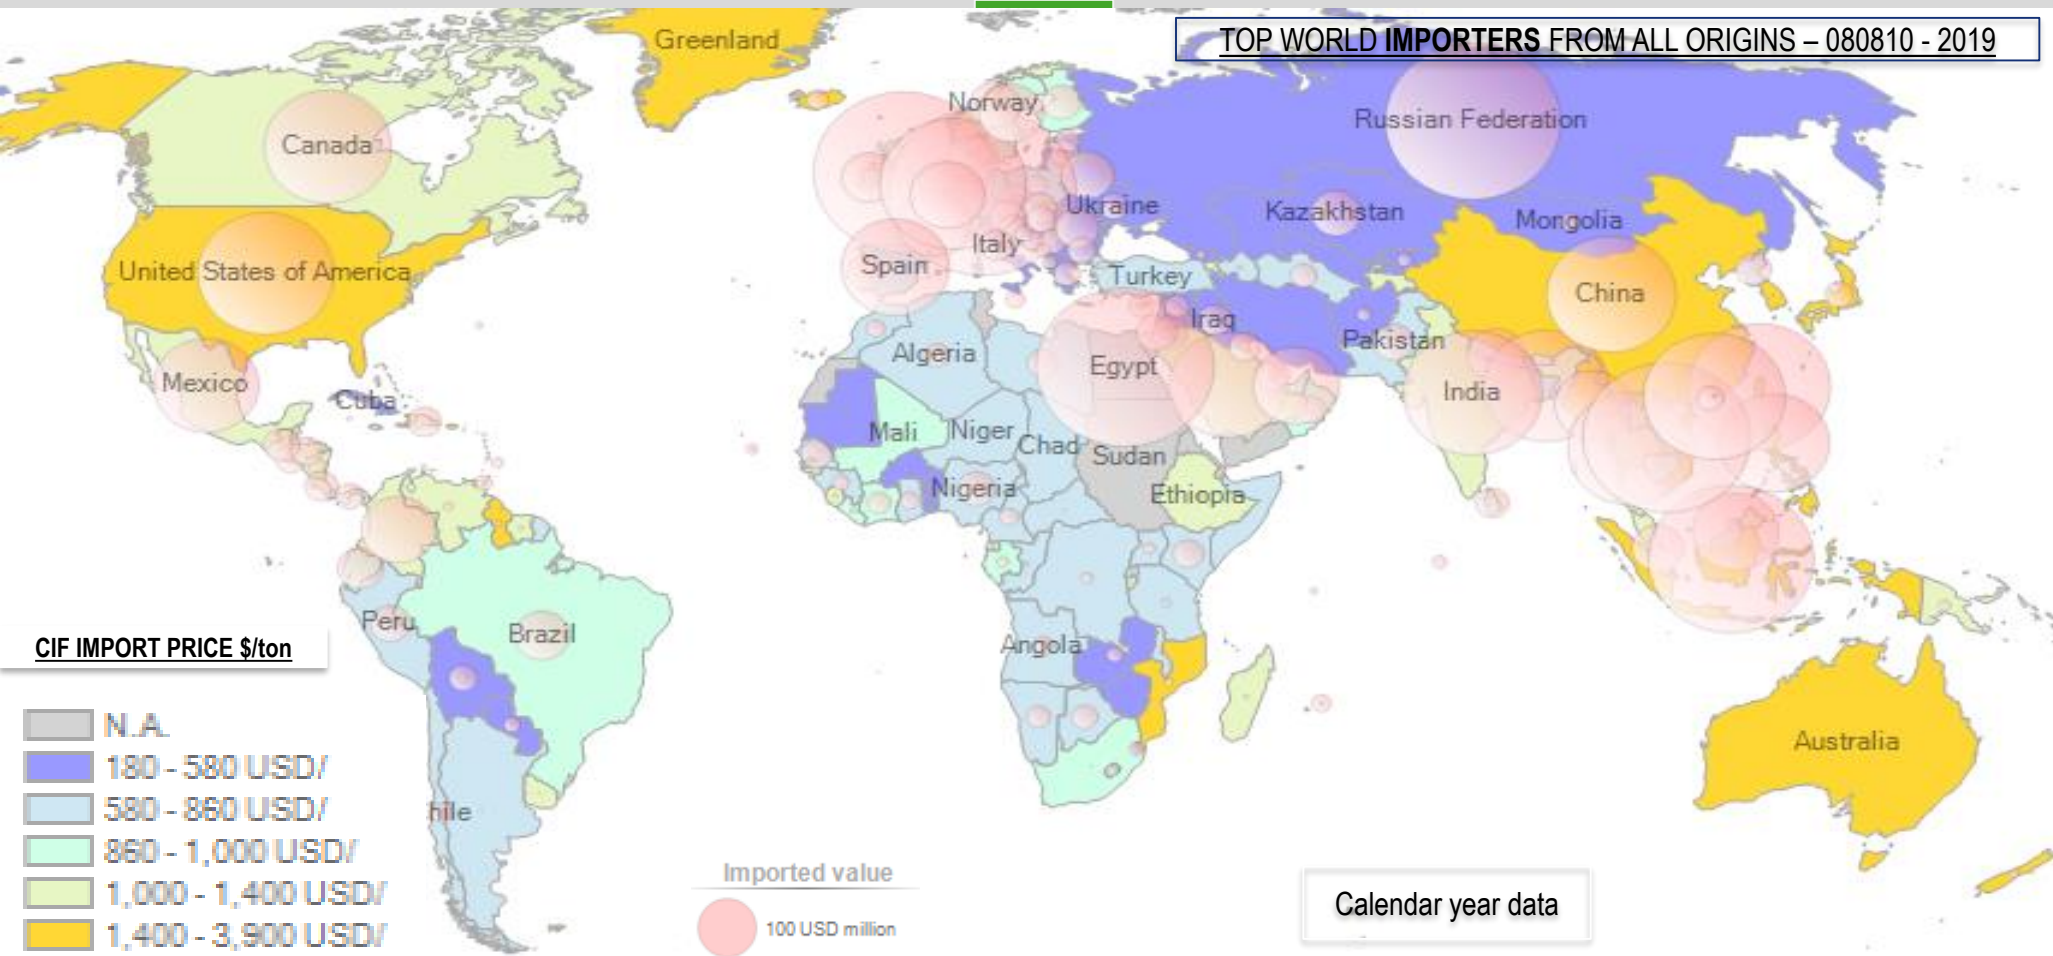 TOP WORLD IMPORTERS FROM ALL ORIGINS – 080810 - 2019
Greenland
Norway
Russian Federation
Canada
Ukraine
Kazakhstan
Mongolia
Italy
Spain
United States of America
Turkey
China
Iraq
Pakistan
Algeria
Egypt
Mexico
India
Cuba
Mali
Niger
Chad
Sudan
Nigeria
Ethiopia
Peru
Brazil
Angola
Australia
hile
CIF IMPORT PRICE $/ton
N.A.
180 - 580 USD/
580 - 860 USD/
860 - 1,000 USD/
1,000 - 1,400 USD/
1,400 - 3,900 USD/
Imported value
100 USD million
Calendar year data